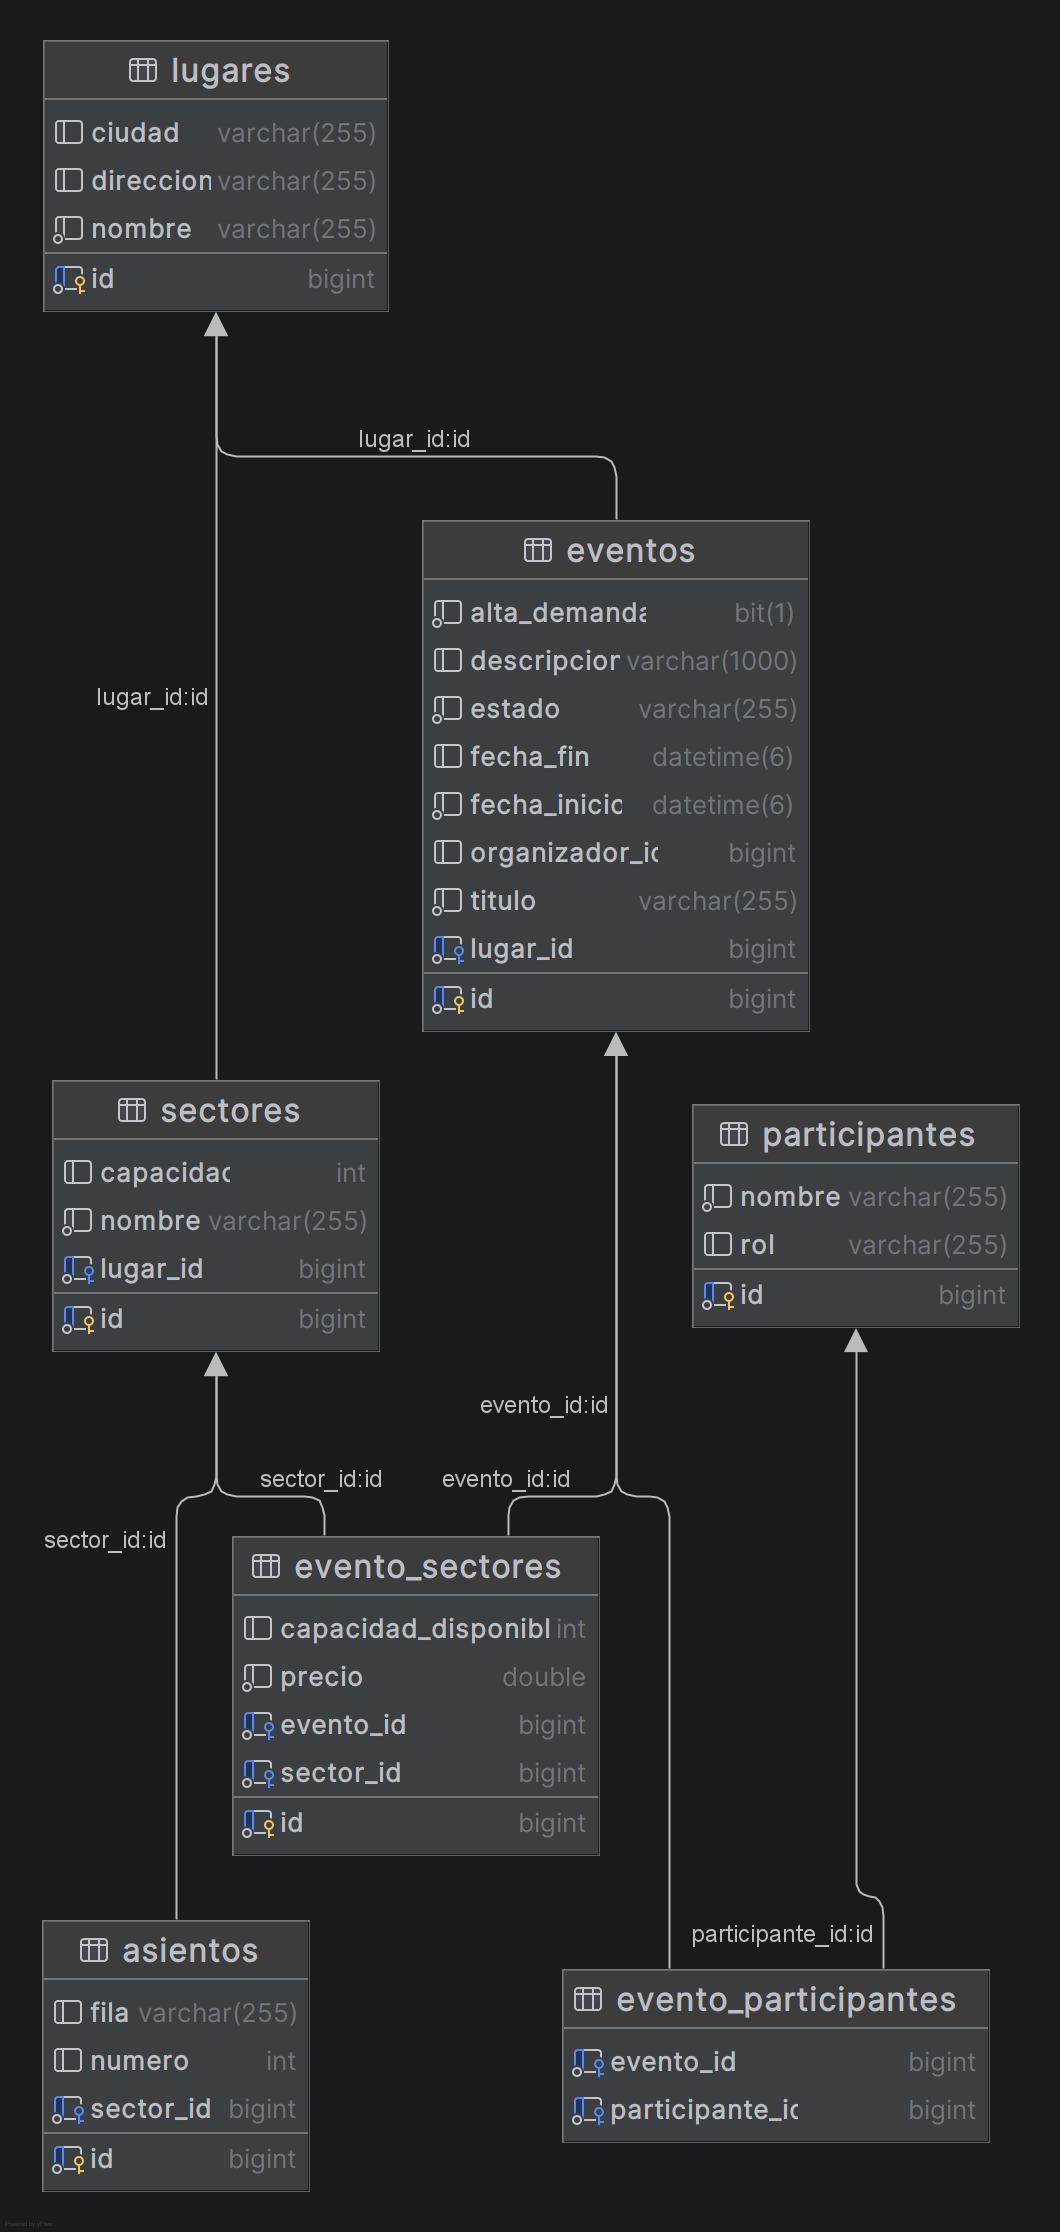 lugares
ciudad varchar(255)
direccion varchar(255)
nombre varchar(255)
id bigint
lugar_id:id
eventos
alta_demanda bit(1)
descripcion varchar(1000)
estado varchar(255)
fecha_fin datetime(6)
fecha_inicio datetime(6)
organizador_id bigint
titulo varchar(255)
lugar_id bigint
id bigint
lugar_id:id
sectores
capacidad int
nombre varchar(255)
lugar_id bigint
id bigint
participantes
nombre varchar(255)
rol varchar(255)
id bigint
evento_id:id
sector_id:id
evento_id:id
sector_id:id
evento_sectores
capacidad_disponibl int
precio double
evento_id bigint
sector_id bigint
id bigint
participante_id:id
asientos
fila varchar(255)
numero int
sector_id bigint
id bigint
evento_participantes
evento_id bigint
participante_id bigint
Powered by yFiles